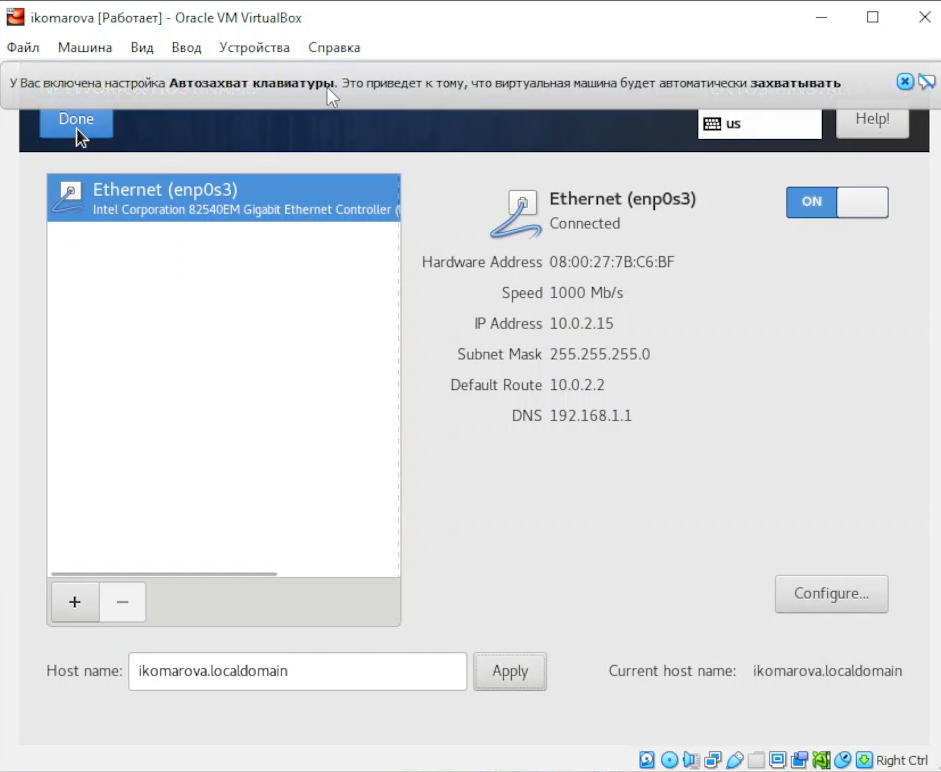 ikomarova [Работает] - Oracle VM VirtualBox
Файл Машина Вид Ввод Устройства Справка
У Вас включена настройка Автозахват клавиатуры. Это приведет к тому, что виртуальная машина будет автоматически захватывать
Done
us
Help!
Ethernet (enp0s3)
Intel Corporation 82540EM Gigabit Ethernet Controller (
Ethernet (enp0s3)
Connected
ON
Hardware Address 08:00:27:7B:C6:BF
Speed 1000 Mb/s
IP Address 10.0.2.15
Subnet Mask 255.255.255.0
Default Route 10.0.2.2
DNS 192.168.1.1
+ −
Configure...
Host name: ikomarova.localdomain Apply Current host name: ikomarova.localdomain
Right Ctrl